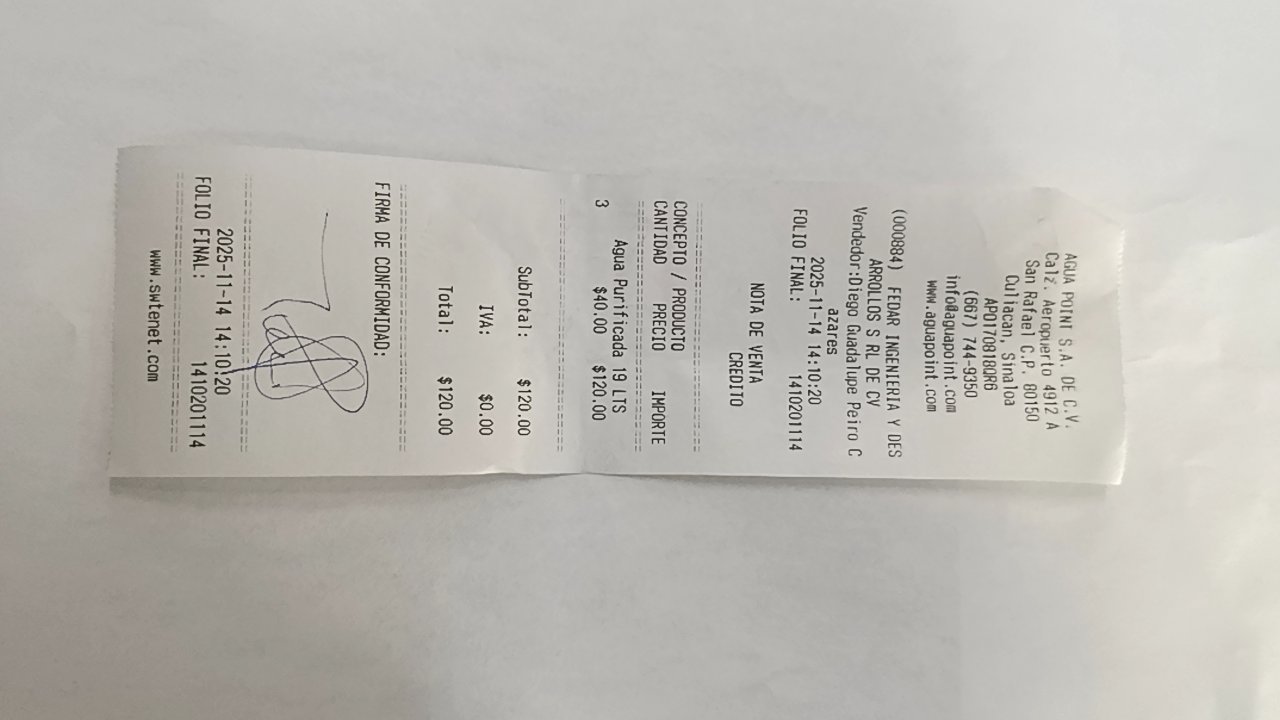 AGUA POINT S.A. DE C.V.
Calz. Aeropuerto 4912 A
San Rafael C.P. 80150
Culiacan, Sinaloa
APO170818QR6
(667) 744-9350
info@aguapoint.com
www.aguapoint.com
(000884) FEDAR INGENIERIA Y DES
ARROLLOS S RL DE CV
Vendedor:Diego Guadalupe Peiro C
azares
2025-11-14 14:10:20
FOLIO FINAL: 1410201114
NOTA DE VENTA
CREDITO
CONCEPTO / PRODUCTO
CANTIDAD PRECIO IMPORTE
Agua Purificada 19 LTS
3 $40.00 $120.00
SubTotal: $120.00
IVA: $0.00
Total: $120.00
FIRMA DE CONFORMIDAD:
2025-11-14 14:10:20
FOLIO FINAL: 1410201114
www.swtenet.com